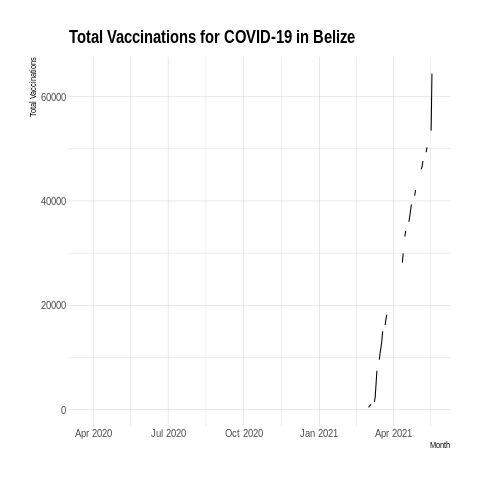 Total Vaccinations for COVID-19 in Belize
Total Vaccinations
60000
40000
20000
0
Apr 2020 Jul 2020 Oct 2020 Jan 2021 Apr 2021
Month